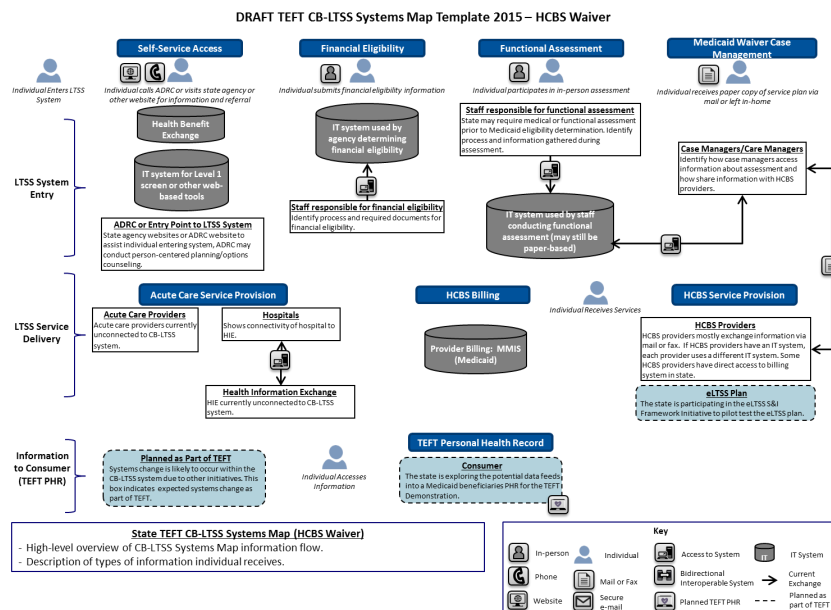 DRAFT TEFT CB-LTSS Systems Map Template 2015 – HCBS Waiver
Self-Service Access
Financial Eligibility
Functional Assessment
Medicaid Waiver Case
Management
Individual Enters LTSS
System
Individual calls ADRC or visits state agency or
other website for information and referral
Individual submits financial eligibility information
Individual participates in in-person assessment
Individual receives paper copy of service plan via
mail or left in-home
LTSS System
Entry
Health Benefit
Exchange
IT system for Level 1
screen or other web-
based tools
ADRC or Entry Point to LTSS System
State agency websites or ADRC website to
assist individual entering system, ADRC may
conduct person-centered planning/options
counseling.
IT system used by
agency determining
financial eligibility
Staff responsible for financial eligibility
Identify process and required documents for
financial eligibility.
Staff responsible for functional assessment
State may require medical or functional assessment
prior to Medicaid eligibility determination. Identify
process and information gathered during
assessment.
IT system used by staff
conducting functional
assessment (may still be
paper-based)
Case Managers/Care Managers
Identify how case managers access
information about assessment and
how share information with HCBS
providers.
LTSS Service
Delivery
Acute Care Service Provision
HCBS Billing
Individual Receives Services
HCBS Service Provision
Acute Care Providers
Acute care providers currently
unconnected to CB-LTSS
system.
Hospitals
Shows connectivity of hospital to
HIE.
Health Information Exchange
HIE currently unconnected to CB-LTSS
system.
Provider Billing: MMIS
(Medicaid)
HCBS Providers
HCBS providers mostly exchange information via
mail or fax. If HCBS providers have an IT system,
each provider uses a different IT system. Some
HCBS providers have direct access to billing
system in state.
eLTSS Plan
The state is participating in the eLTSS S&I
Framework Initiative to pilot test the eLTSS plan.
Information
to Consumer
(TEFT PHR)
Planned as Part of TEFT
Systems change is likely to occur within the
CB-LTSS system due to other initiatives. This
box indicates expected systems change as
part of TEFT.
Individual Accesses
Information
TEFT Personal Health Record
Consumer
The state is exploring the potential data feeds
into a Medicaid beneficiaries PHR for the TEFT
Demonstration.
State TEFT CB-LTSS Systems Map (HCBS Waiver)
- High-level overview of CB-LTSS Systems Map information flow.
- Description of types of information individual receives.
Key
In-person
Individual
Access to System
IT
IT System
Phone
Mail or Fax
Bidirectional
Interoperable System
Current
Exchange
Website
Secure
e-mail
Planned TEFT PHR
Planned as
part of TEFT